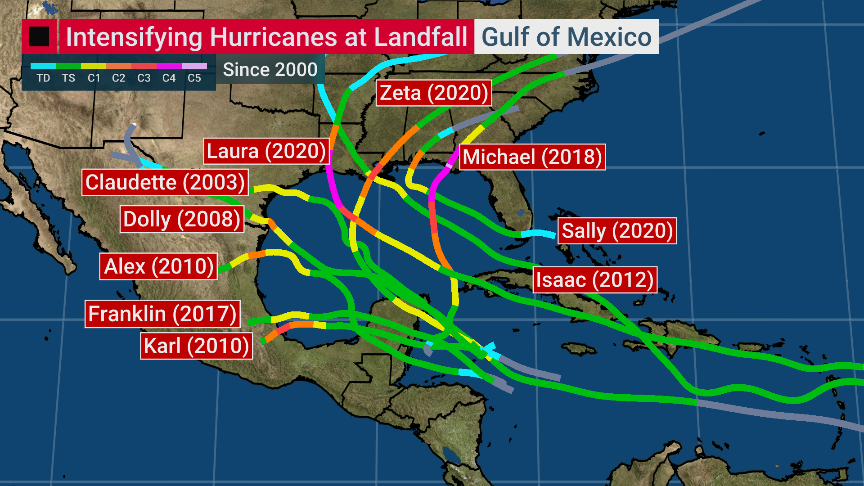 Intensifying Hurricanes at Landfall Gulf of Mexico
TD TS C1 C2 C3 C4 C5 Since 2000
Zeta (2020)
Laura (2020)
Michael (2018)
Claudette (2003)
Dolly (2008)
Sally (2020)
Alex (2010)
Isaac (2012)
Franklin (2017)
Karl (2010)